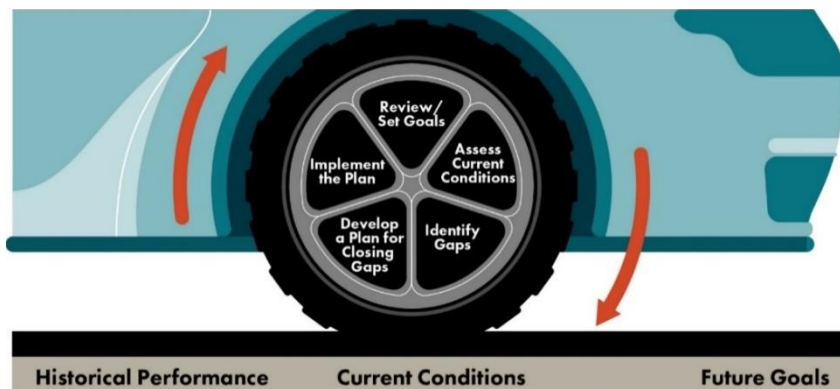 Review/
Set Goals
Assess
Current
Conditions
Identify
Gaps
Develop
a Plan for
Closing
Gaps
Implement
the Plan
Historical Performance
Current Conditions
Future Goals